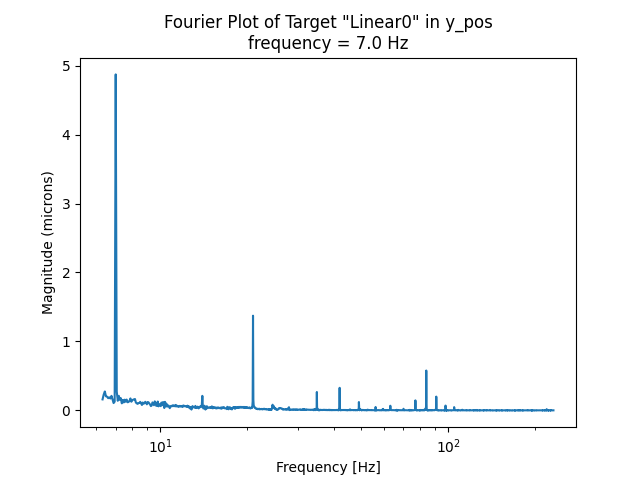 Fourier Plot of Target "Linear0" in y_pos
frequency = 7.0 Hz
5
4
3
2
1
0
Magnitude (microns)
10¹
10²
Frequency [Hz]